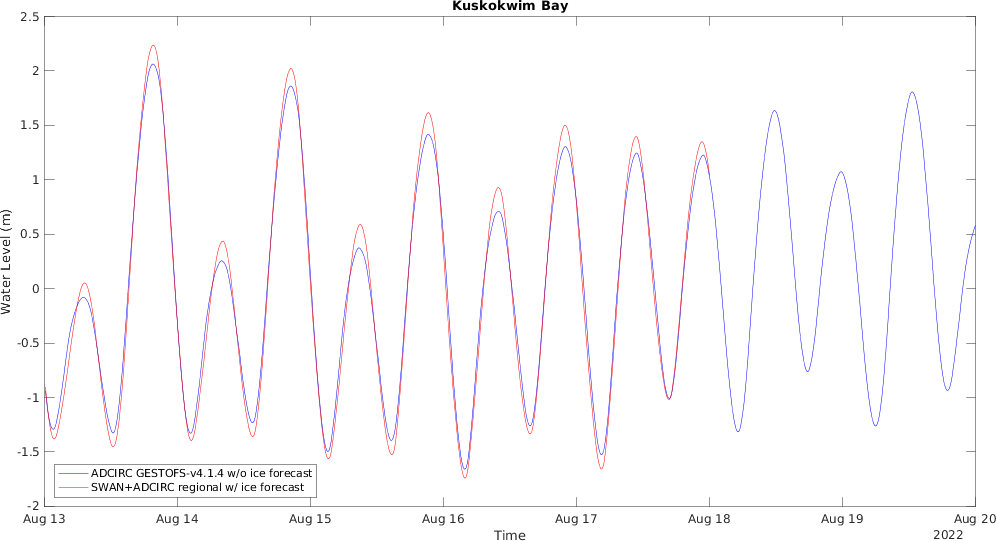 Kuskokwim Bay
2.5
2
1.5
1
0.5
0
-0.5
-1
-1.5
-2
Water Level (m)
ADCIRC GESTOFS-v4.1.4 w/o ice forecast
SWAN+ADCIRC regional w/ ice forecast
Aug 13 Aug 14 Aug 15 Aug 16 Aug 17 Aug 18 Aug 19 Aug 20
2022
Time